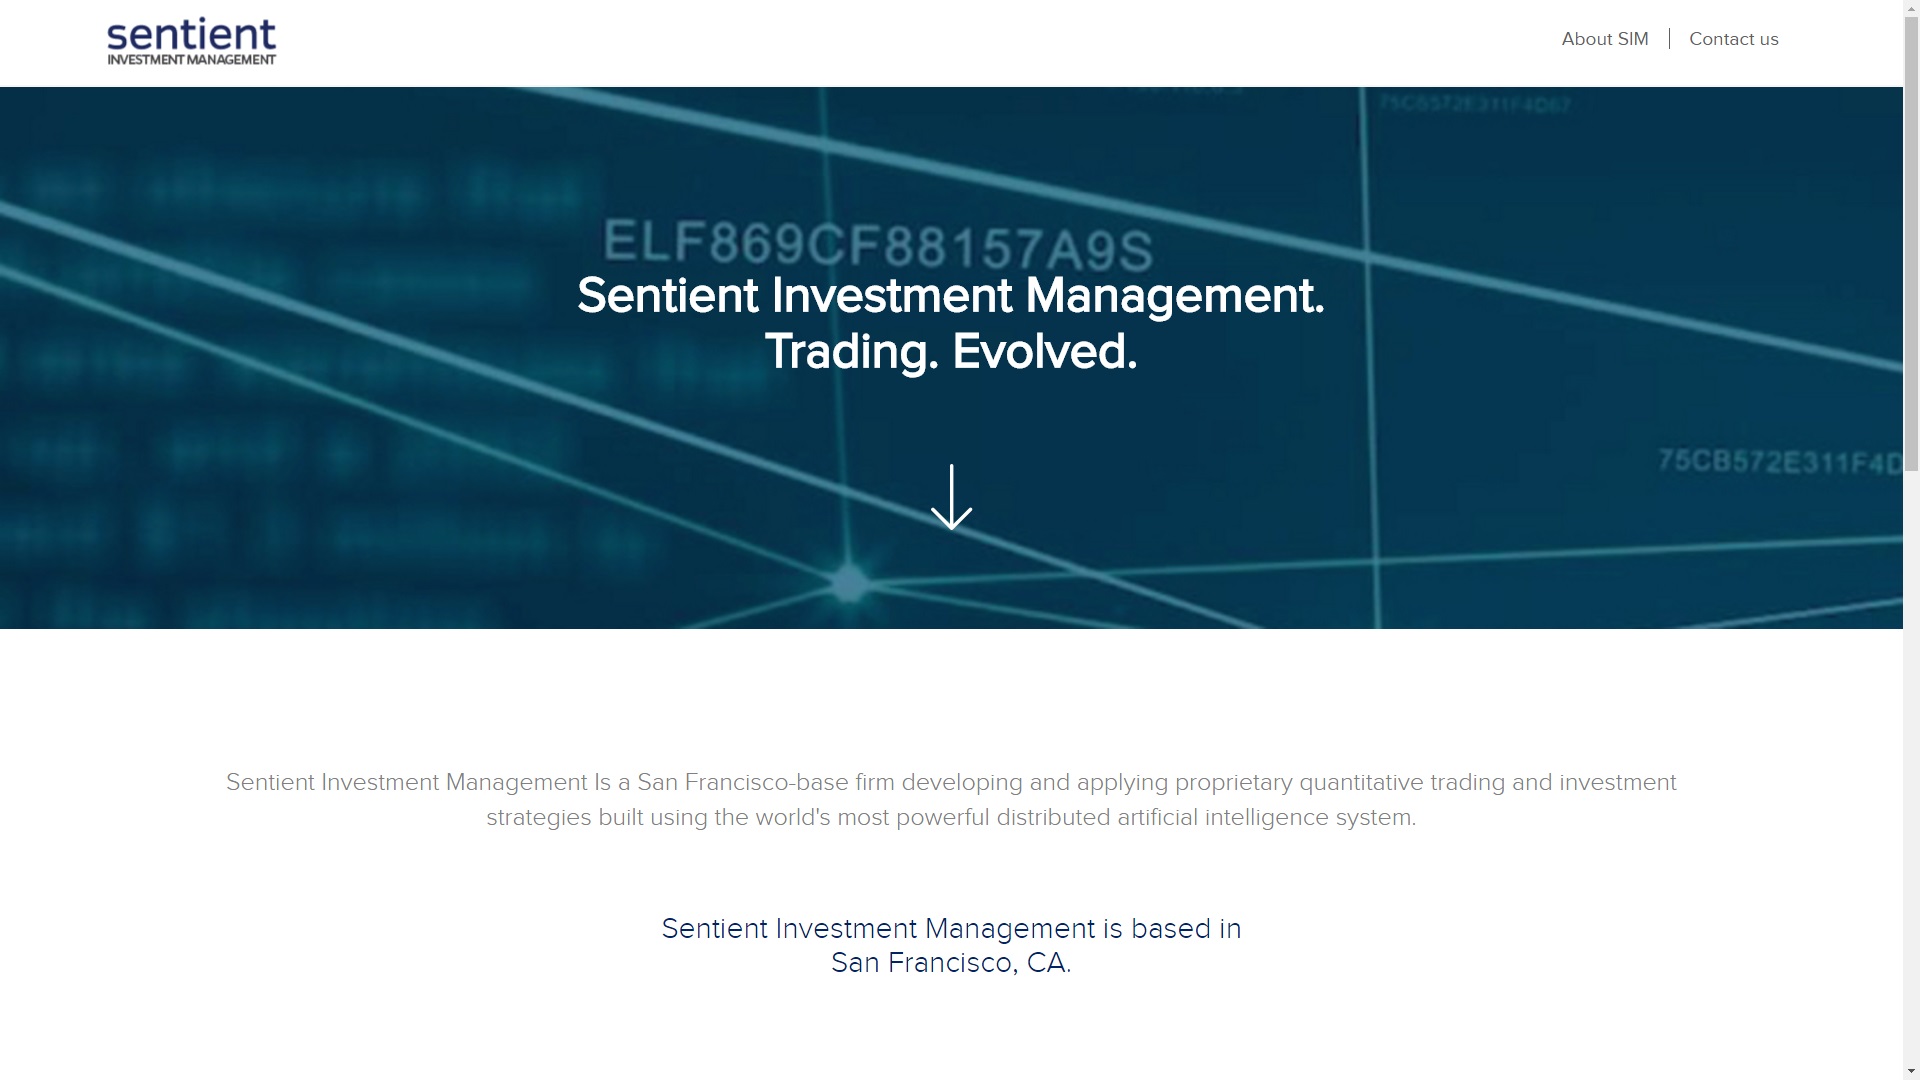 sentient
INVESTMENT MANAGEMENT
About SIM
Contact us
75C6572E311F4D67
ELF869CF88157A9S
Sentient Investment Management.
Trading. Evolved.
75CB572E311F4D
Sentient Investment Management Is a San Francisco-base firm developing and applying proprietary quantitative trading and investment
strategies built using the world's most powerful distributed artificial intelligence system.
Sentient Investment Management is based in
San Francisco, CA.